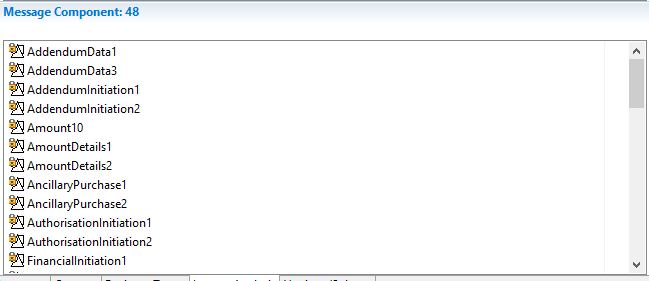 Message Component: 48
AddendumData1
AddendumData3
AddendumInitiation1
AddendumInitiation2
Amount10
AmountDetails1
AmountDetails2
AncillaryPurchase1
AncillaryPurchase2
AuthorisationInitiation1
AuthorisationInitiation2
FinancialInitiation1